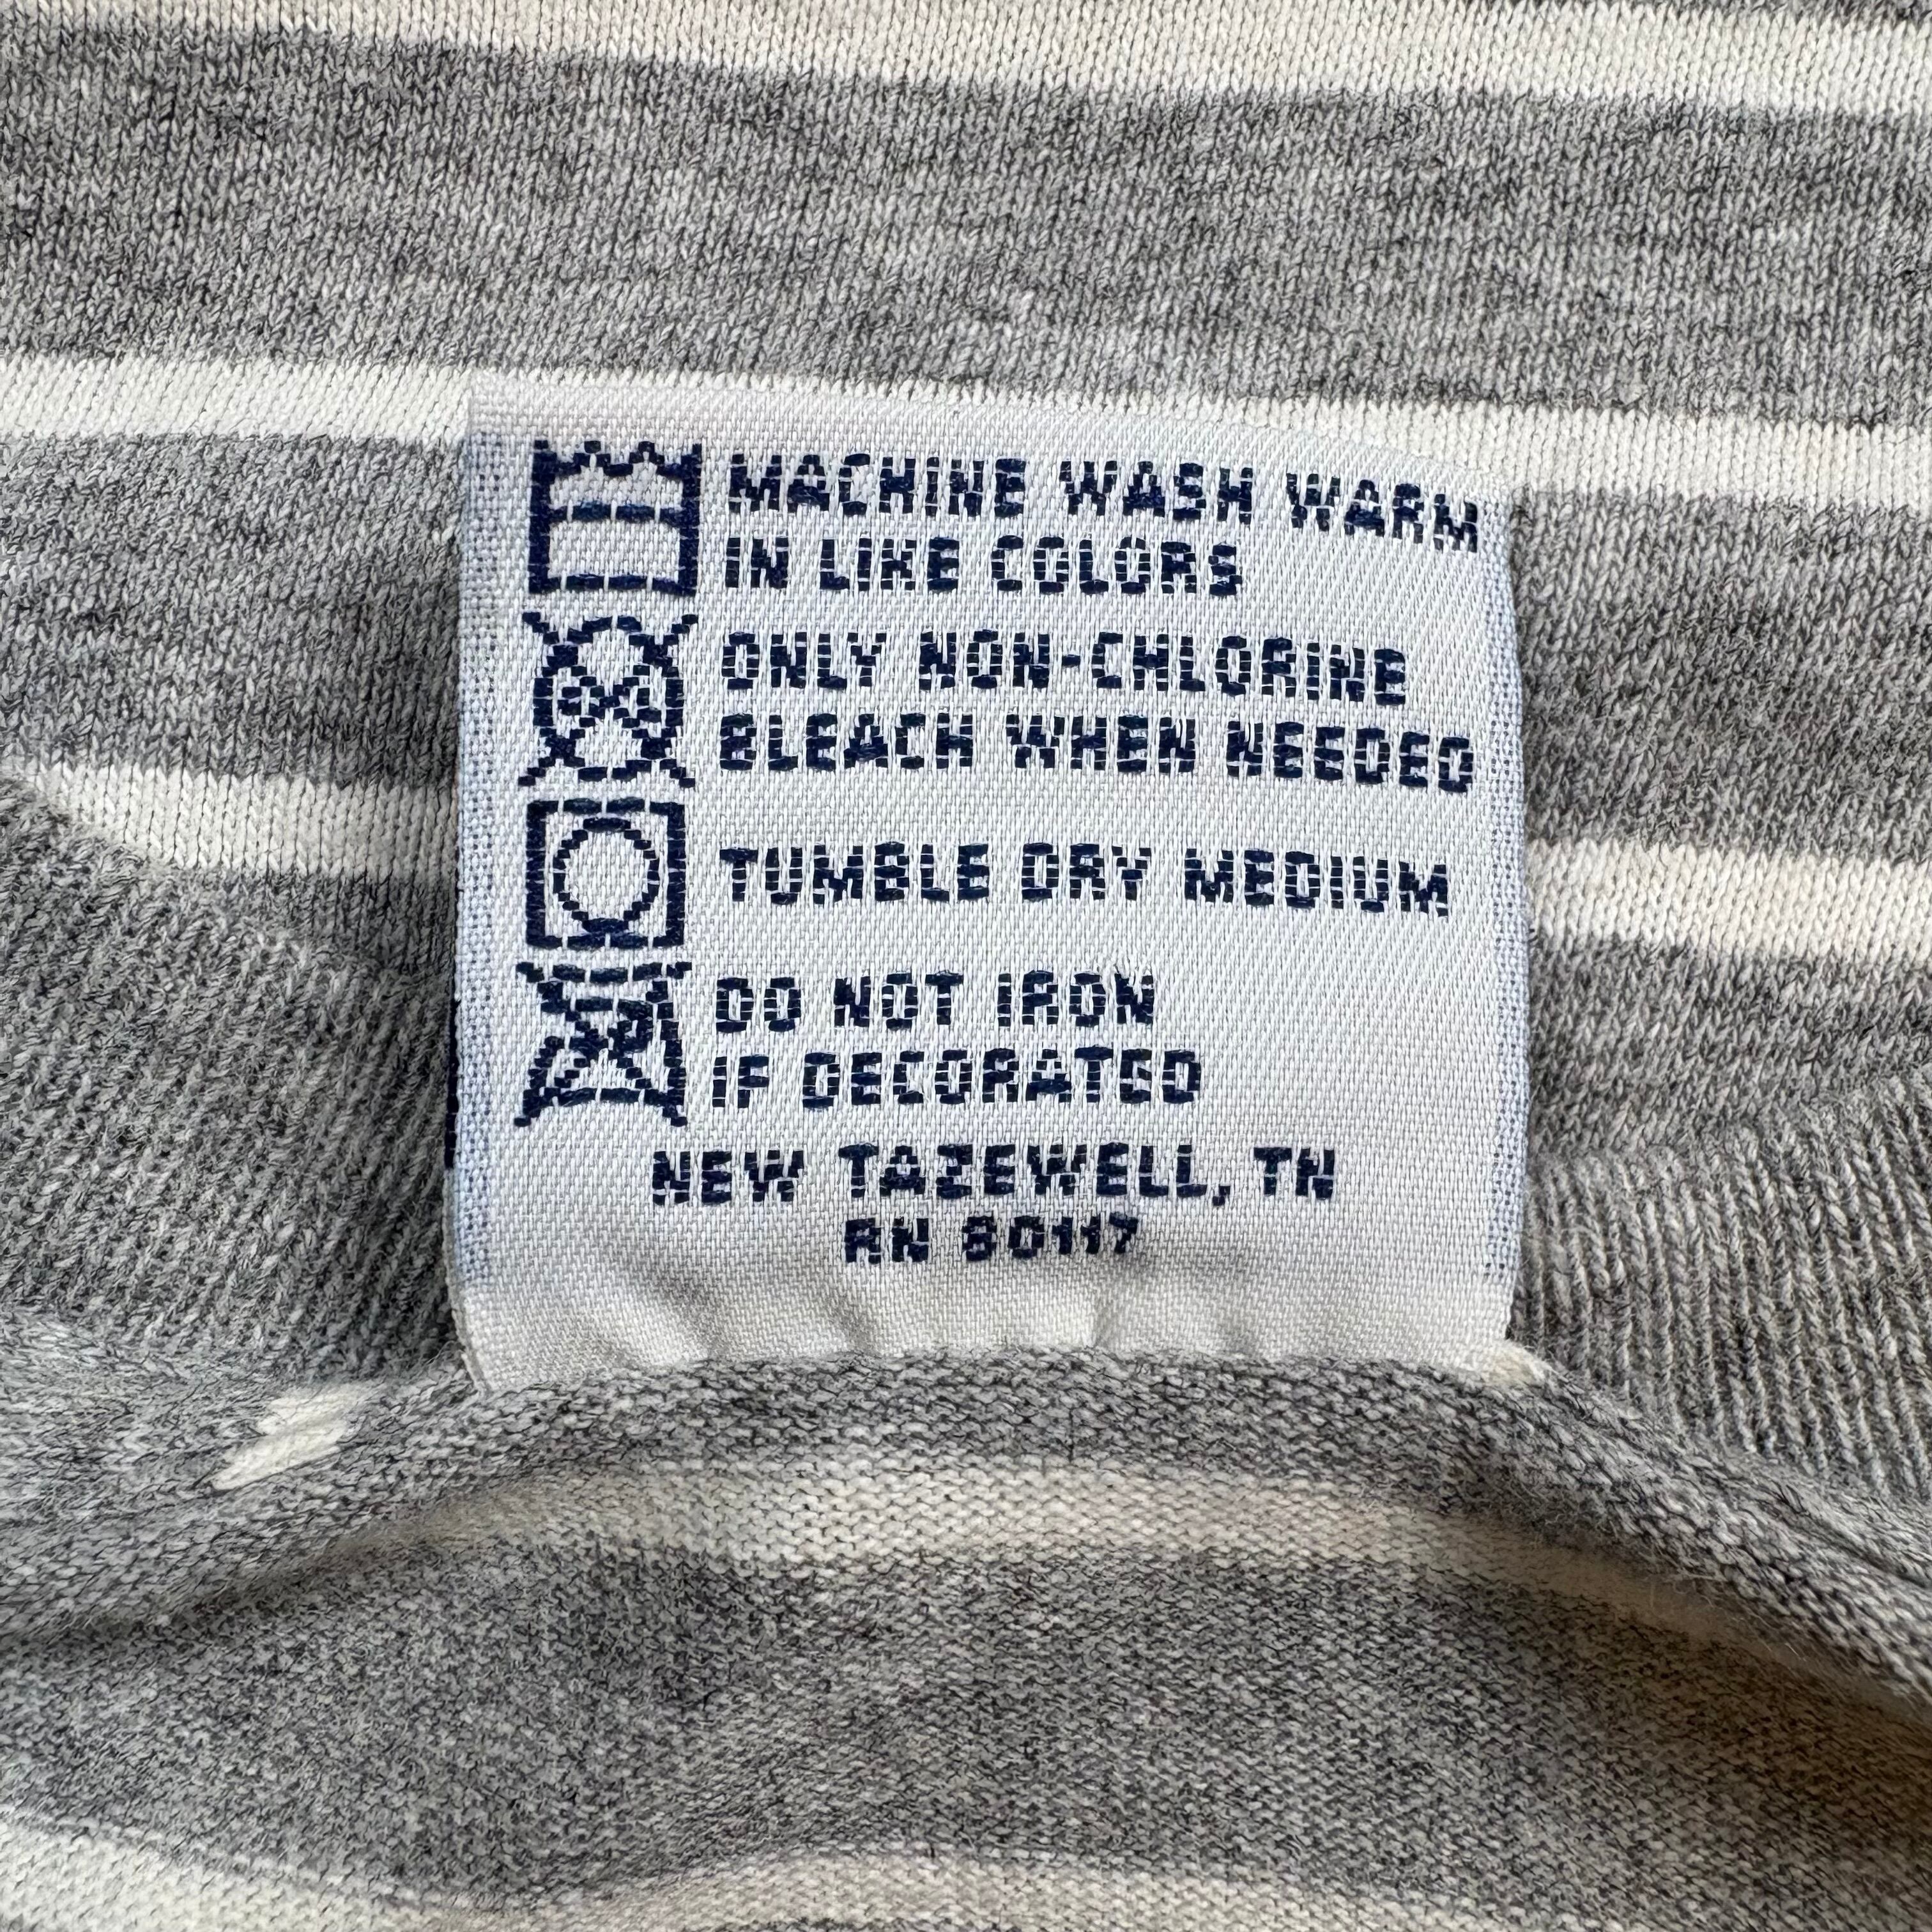 MACHINE WASH WARM
IN LIKE COLORS
ONLY NON-CHLORINE
BLEACH WHEN NEEDED
TUMBLE DRY MEDIUM
DO NOT IRON
IF DECORATED
NEW TAZEWELL, TN
RN 80117